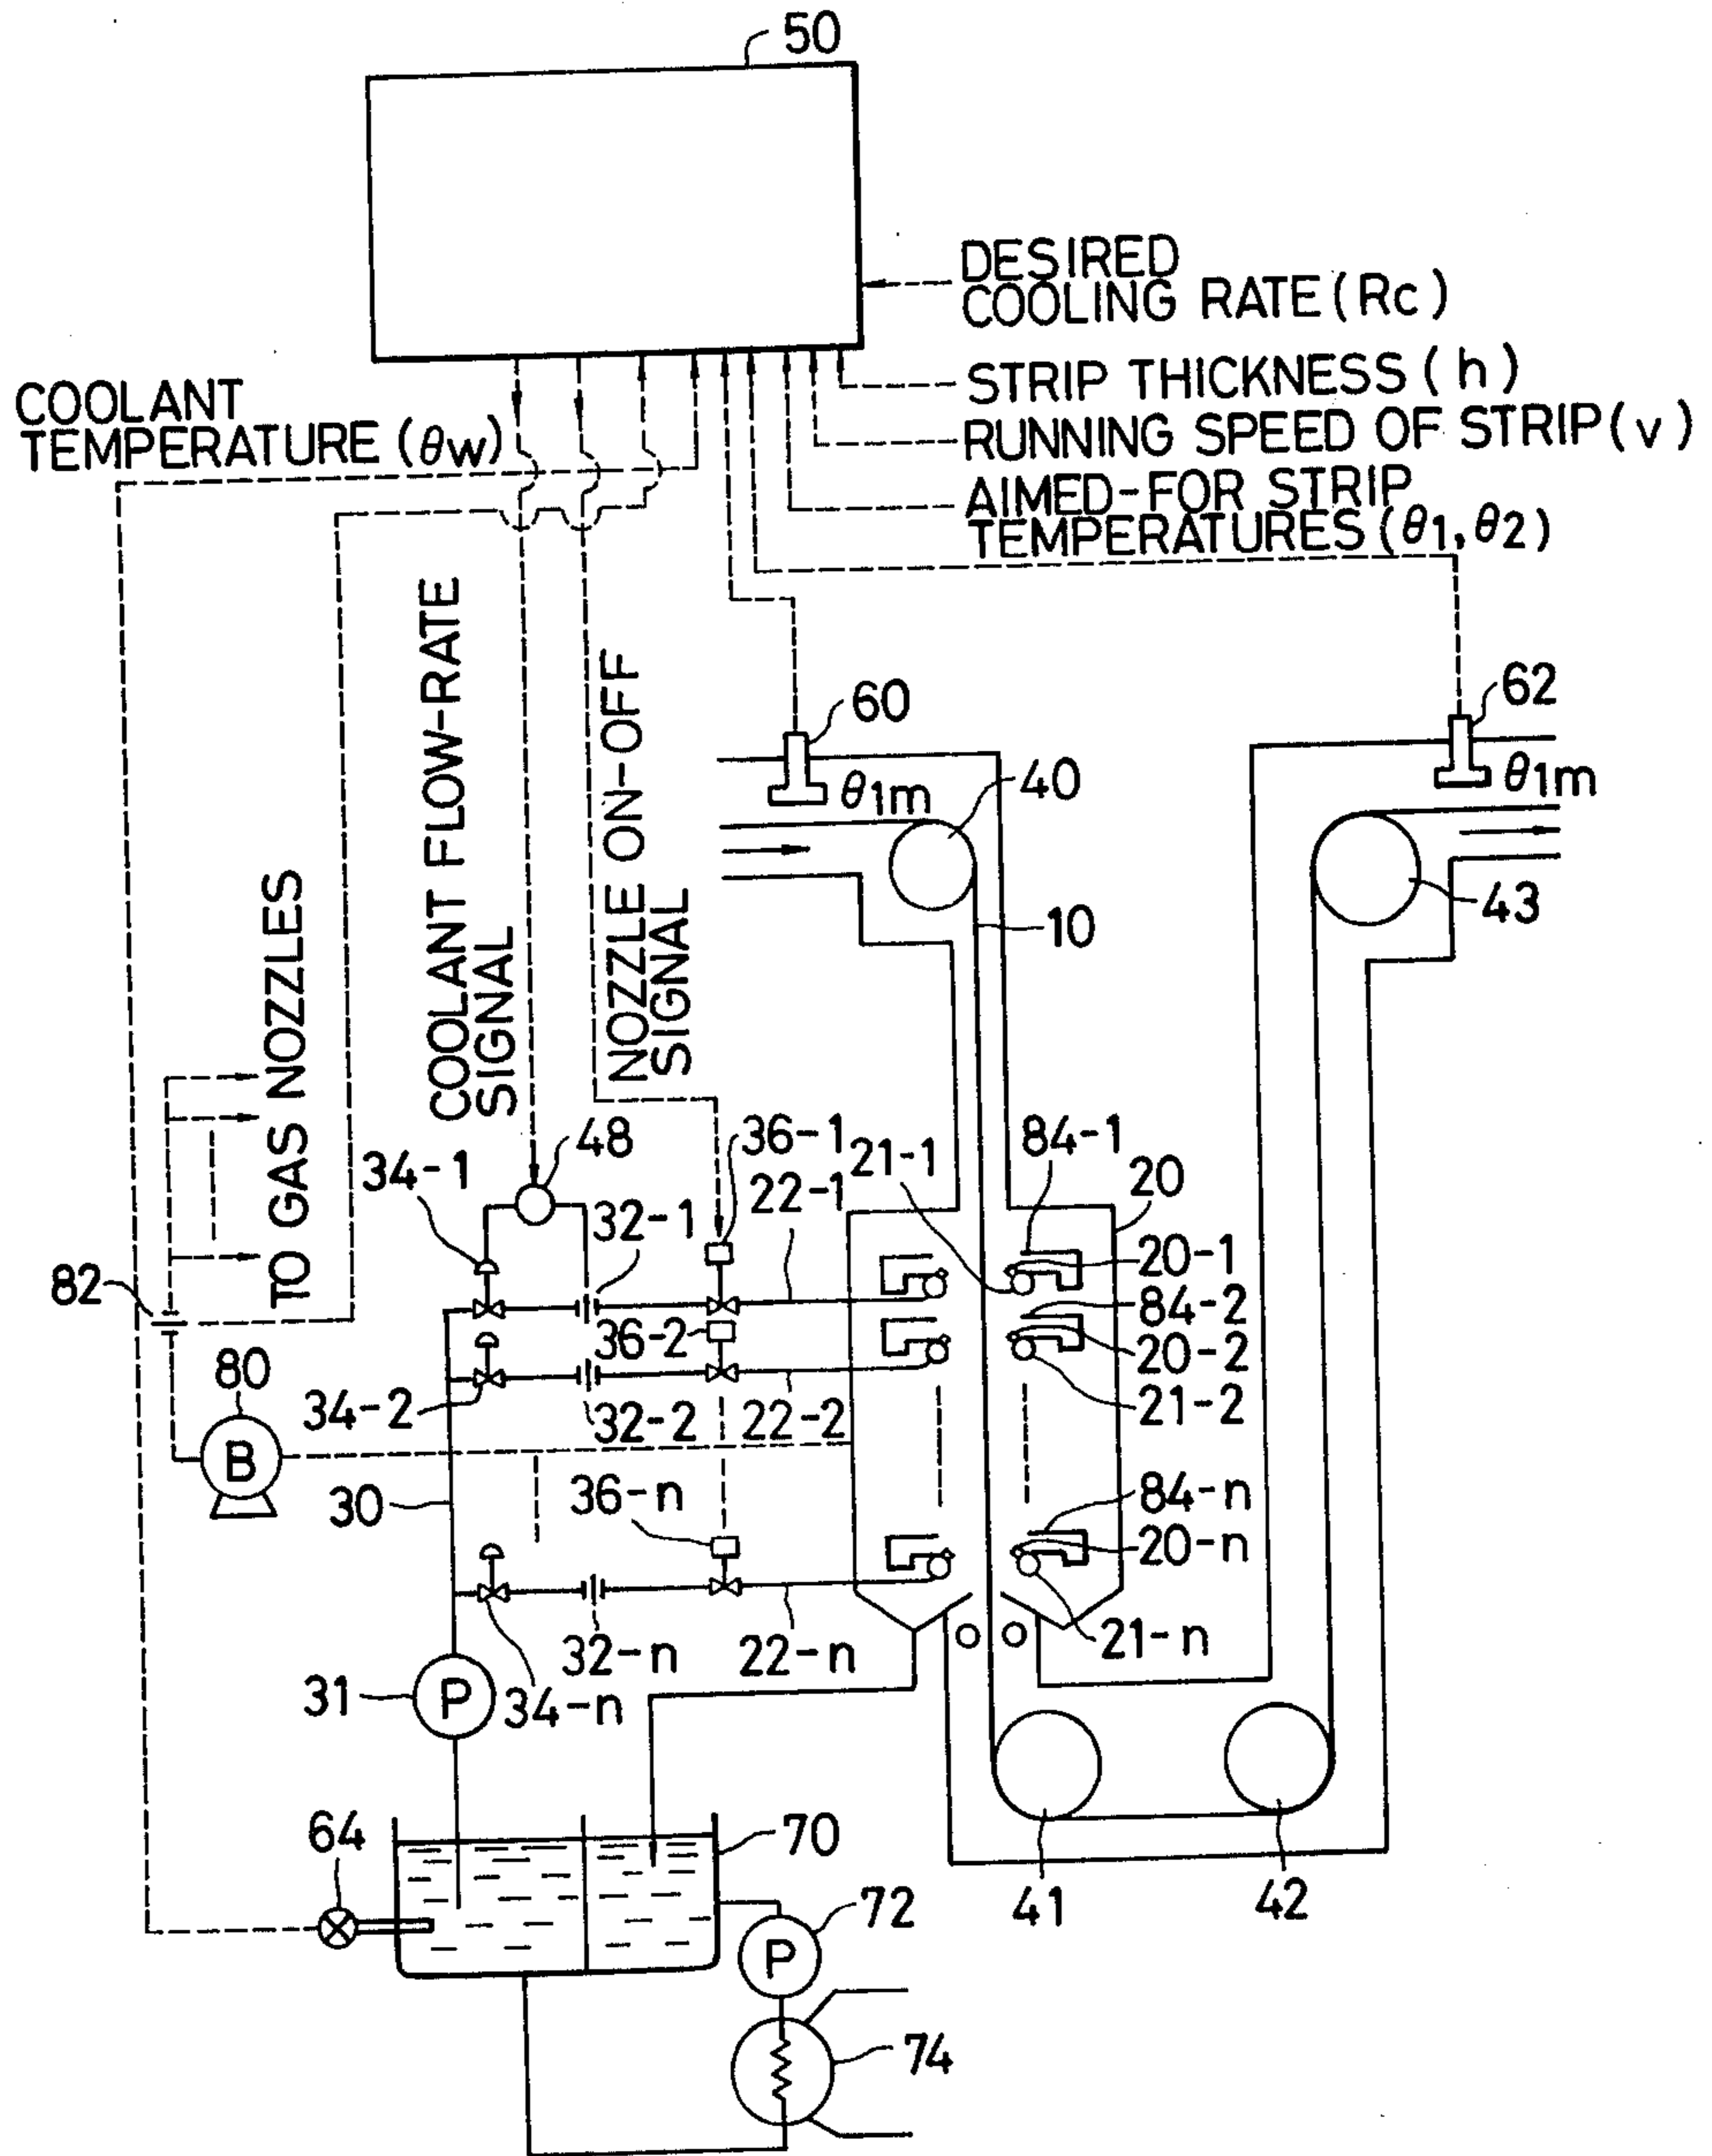 50
DESIRED
COOLING RATE (Rc)
STRIP THICKNESS (h)
COOLANT
TEMPERATURE (θw)
RUNNING SPEED OF STRIP (v)
AIMED-FOR STRIP
TEMPERATURES (θ1, θ2)
COOLANT FLOW-RATE
SIGNAL
NOZZLE ON-OFF
SIGNAL
TO GAS NOZZLES
60
62
θ1m
θ1m
40
43
10
48
36-1
21-1
84-1
34-1
22-1
20
32-1
20-1
82
84-2
36-2
20-2
80
34-2
32-2
22-2
21-2
B
30
36-n
84-n
20-n
32-n
22-n
21-n
31
P
34-n
64
70
41
42
72
P
74